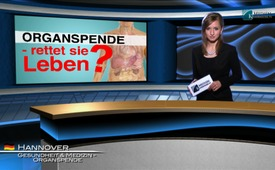 ORGANSPENDE
- rettet sie
Leben?
HANNOVER
GESUNDHEIT & MEDIZIN -
ORGANSPENDE